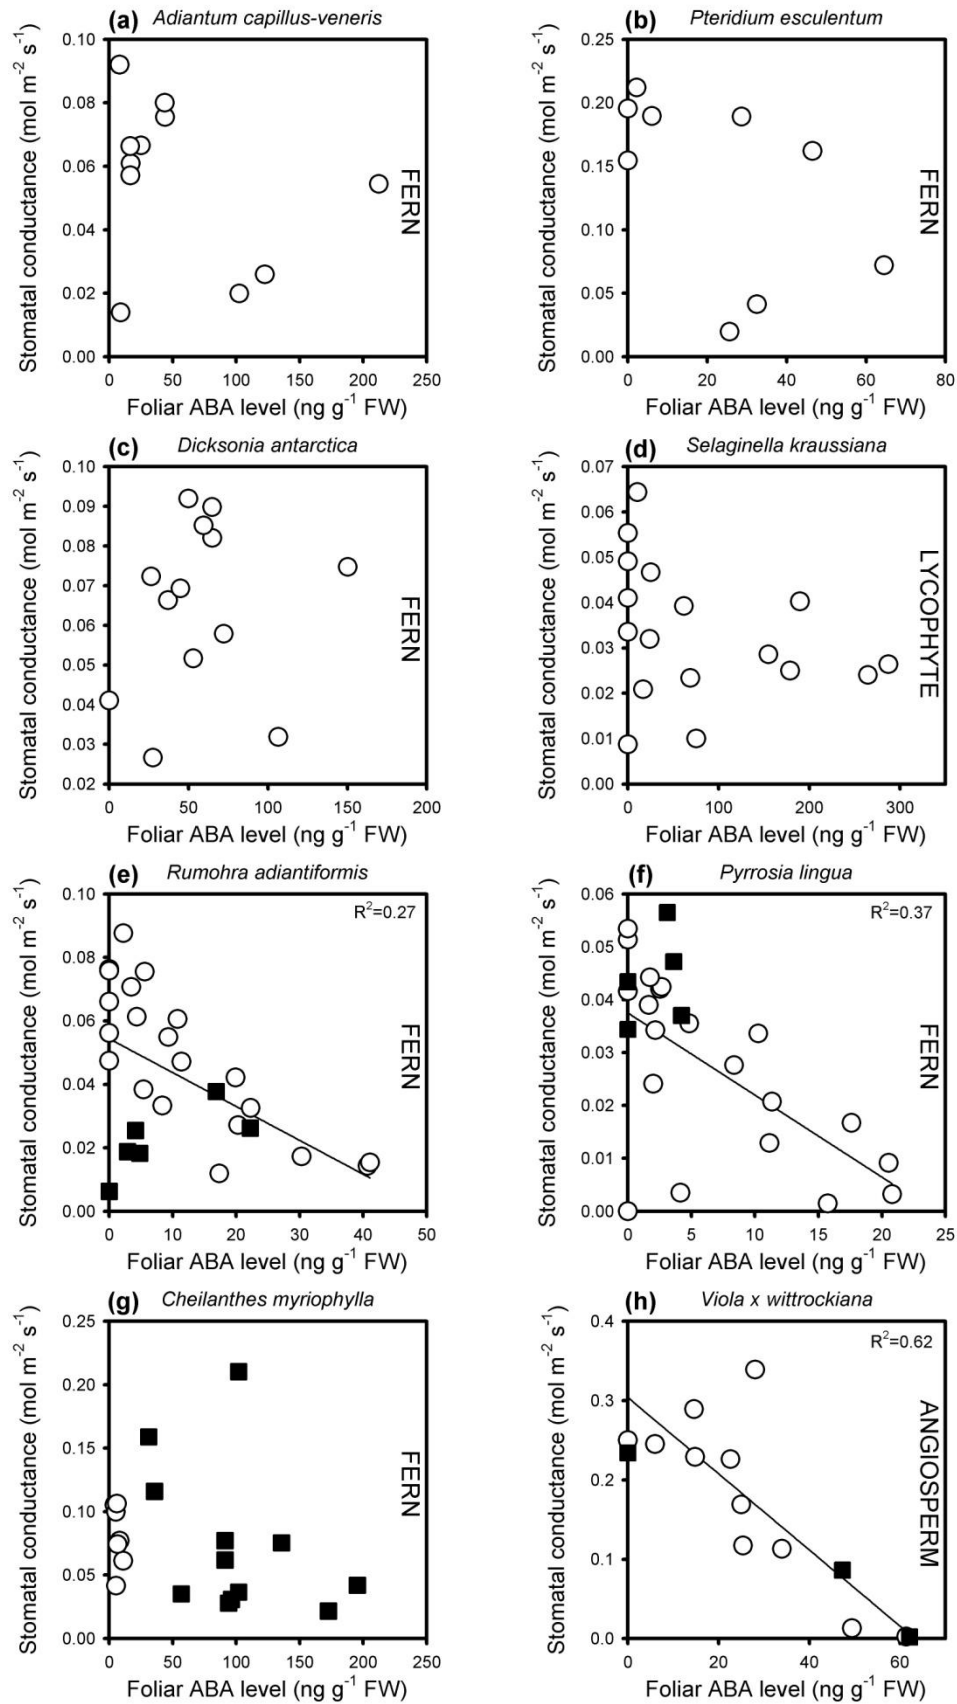 (a) Adiantum capillus-veneris
Stomatal conductance (mol m⁻² s⁻¹)
0.10
0.08
0.06
0.04
0.02
0.00
FERN
0 50 100 150 200 250
Foliar ABA level (ng g⁻¹ FW)
(b) Pteridium esculentum
Stomatal conductance (mol m⁻² s⁻¹)
0.25
0.20
0.15
0.10
0.05
0.00
FERN
0 20 40 60 80
Foliar ABA level (ng g⁻¹ FW)
(c) Dicksonia antarctica
Stomatal conductance (mol m⁻² s⁻¹)
0.10
0.09
0.08
0.07
0.06
0.05
0.04
0.03
0.02
FERN
0 50 100 150 200
Foliar ABA level (ng g⁻¹ FW)
(d) Selaginella kraussiana
Stomatal conductance (mol m⁻² s⁻¹)
0.07
0.06
0.05
0.04
0.03
0.02
0.01
0.00
LYCOPHYTE
0 100 200 300
Foliar ABA level (ng g⁻¹ FW)
(e) Rumohra adiantiformis
Stomatal conductance (mol m⁻² s⁻¹)
0.10
0.08
0.06
0.04
0.02
0.00
R²=0.27
FERN
0 10 20 30 40 50
Foliar ABA level (ng g⁻¹ FW)
(f) Pyrrosia lingua
Stomatal conductance (mol m⁻² s⁻¹)
0.06
0.05
0.04
0.03
0.02
0.01
0.00
R²=0.37
FERN
0 5 10 15 20 25
Foliar ABA level (ng g⁻¹ FW)
(g) Cheilanthes myriophylla
Stomatal conductance (mol m⁻² s⁻¹)
0.25
0.20
0.15
0.10
0.05
0.00
FERN
0 50 100 150 200 250
Foliar ABA level (ng g⁻¹ FW)
(h) Viola x wittrockiana
Stomatal conductance (mol m⁻² s⁻¹)
0.4
0.3
0.2
0.1
0.0
R²=0.62
ANGIOSPERM
0 20 40 60
Foliar ABA level (ng g⁻¹ FW)